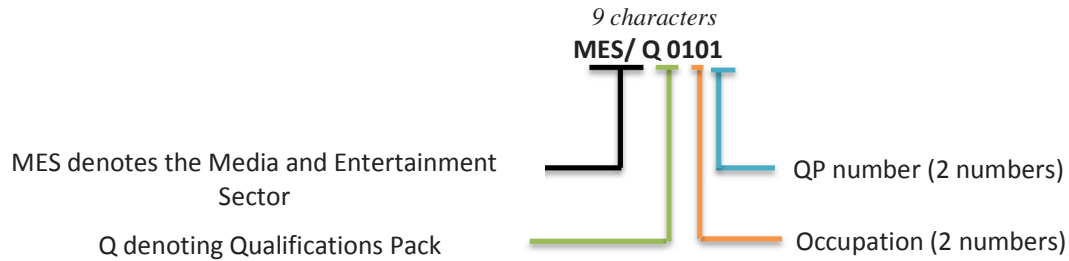 9 characters
MES/ Q 0101
MES denotes the Media and Entertainment
Sector
QP number (2 numbers)
Q denoting Qualifications Pack
Occupation (2 numbers)